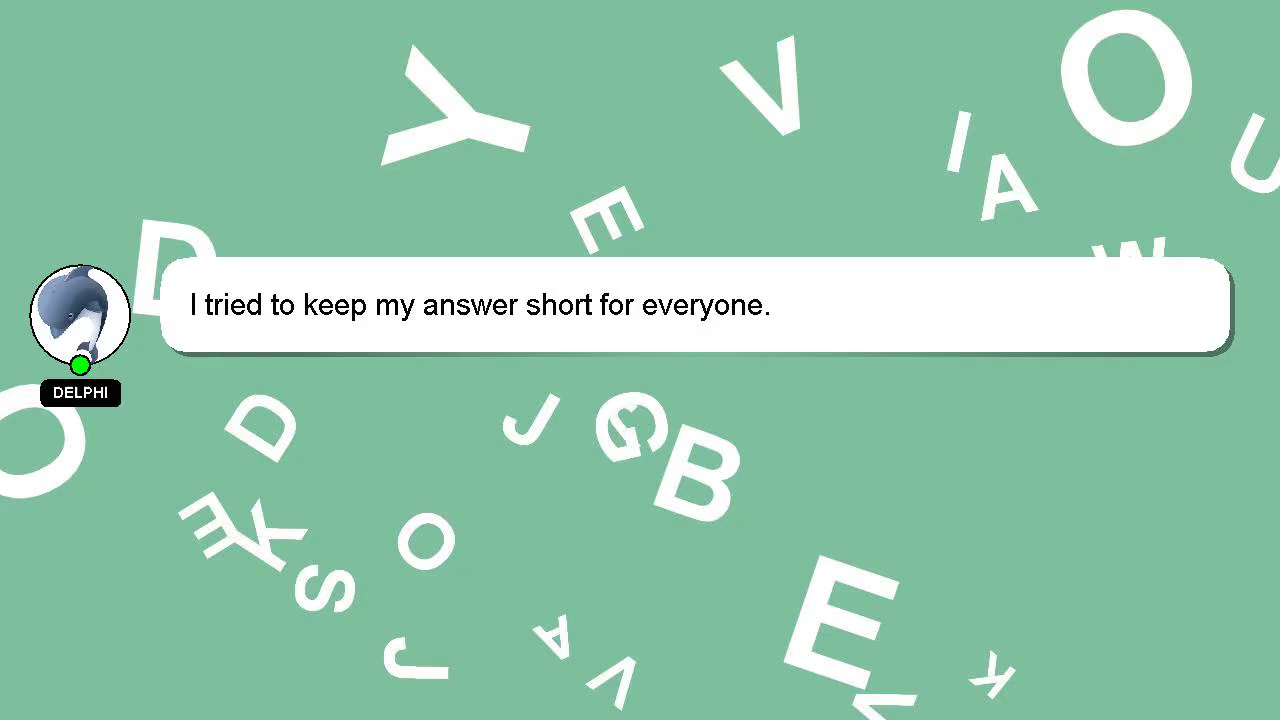 Y V I A O U
E
D W
I tried to keep my answer short for everyone.
DELPHI
O D J G B
E K S O
J A V E K
V